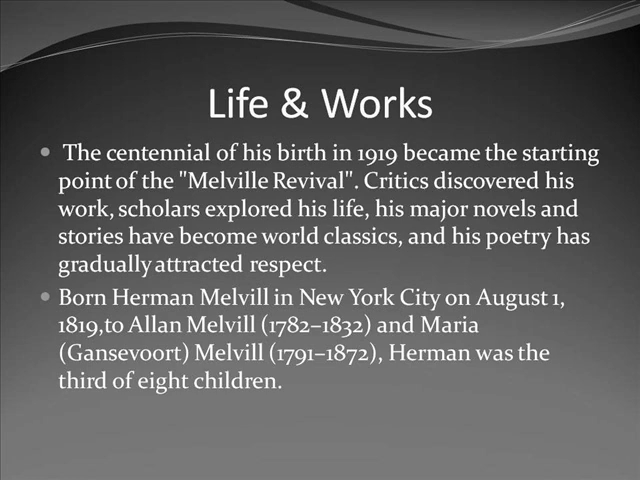 Life & Works
• The centennial of his birth in 1919 became the starting
point of the "Melville Revival". Critics discovered his
work, scholars explored his life, his major novels and
stories have become world classics, and his poetry has
gradually attracted respect.
• Born Herman Melvill in New York City on August 1,
1819,to Allan Melvill (1782–1832) and Maria
(Gansevoort) Melvill (1791–1872), Herman was the
third of eight children.